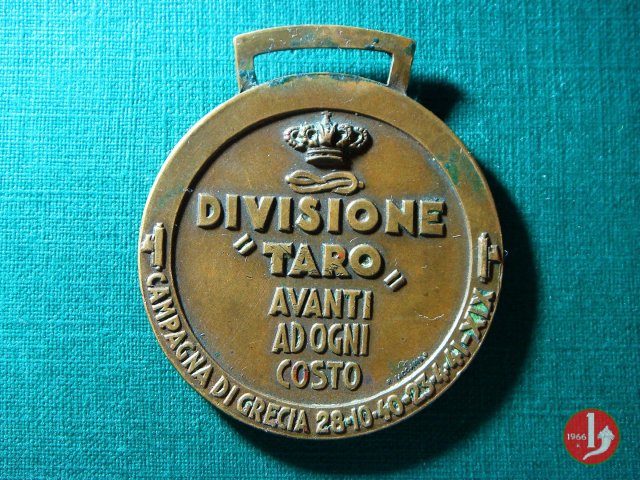 DIVISIONE
"TARO"
AVANTI
AD OGNI
COSTO
CAMPAGNA DI GRECIA 28-10-40-23-4-41-XIX
1966